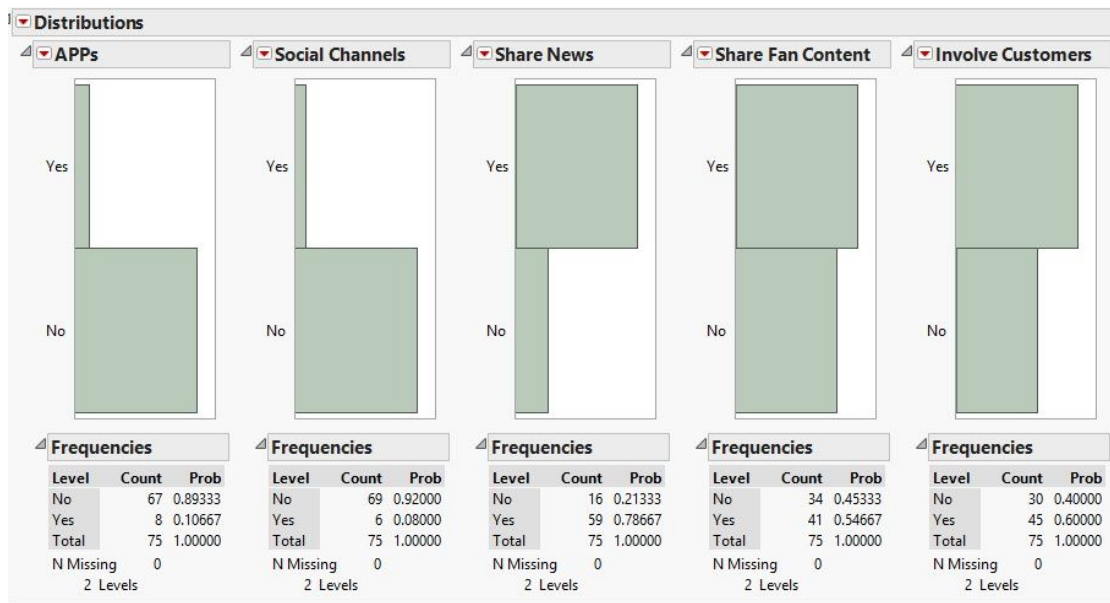 Distributions
APPs
Yes
No
Frequencies
Level Count Prob
No 67 0.89333
Yes 8 0.10667
Total 75 1.00000
N Missing 0
2 Levels
Social Channels
Yes
No
Frequencies
Level Count Prob
No 69 0.92000
Yes 6 0.08000
Total 75 1.00000
N Missing 0
2 Levels
Share News
Yes
No
Frequencies
Level Count Prob
No 16 0.21333
Yes 59 0.78667
Total 75 1.00000
N Missing 0
2 Levels
Share Fan Content
Yes
No
Frequencies
Level Count Prob
No 34 0.45333
Yes 41 0.54667
Total 75 1.00000
N Missing 0
2 Levels
Involve Customers
Yes
No
Frequencies
Level Count Prob
No 30 0.40000
Yes 45 0.60000
Total 75 1.00000
N Missing 0
2 Levels